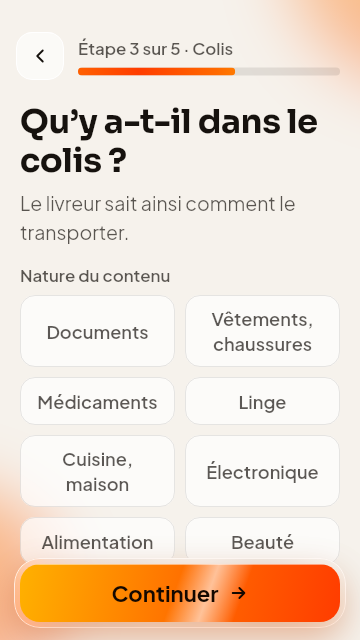 Étape 3 sur 5 · Colis
Qu’y a-t-il dans le
colis ?
Le livreur sait ainsi comment le
transporter.
Nature du contenu
Documents
Vêtements,
chaussures
Médicaments
Linge
Cuisine,
maison
Électronique
Alimentation
Beauté
Continuer →